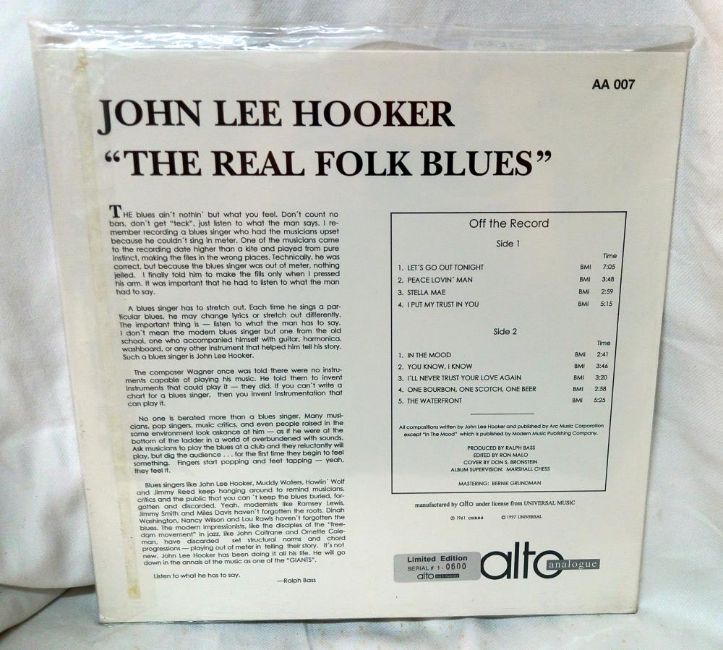 AA 007
JOHN LEE HOOKER
“THE REAL FOLK BLUES”
THE blues ain't nothin' but what you feel. Don't count no
bars, don't get "teck", just listen to what the man says. I re-
member recording a blues singer who had the musicians upset
because he couldn't sing in meter. One of the musicians came
to the recording date higher than a kite and played from pure
instinct, making the files in the wrong places. Technically, he was
correct, but because the blues singer was out of meter, nothing
jelled. I finally told him to make the fills only when I pressed
his arm. It was important that he had to listen to what the man
had to say.
A blues singer has to stretch out. Each time he sings a par-
ticular blues, he may change lyrics or stretch out differently.
The important thing is — listen to what the man has to say.
I don't mean the modern blues singer but one from the old
school, one who accompanied himself with guitar, harmonica,
washboard, or any other instrument that helped him tell his story.
Such a blues singer is John Lee Hooker.
The composer Wagner once was told there were no instru-
ments capable of playing his music. He told them to invent
instruments that could play it — they did. If you can't write a
chart for a blues singer, then you invent instrumentation that
can play it.
No one is berated more than a blues singer. Many musi-
cians, pop singers, music critics, and even people raised in the
same environment look askance at him — as if he were at the
bottom of the ladder in a world of overburdened with sounds.
Ask musicians to play the blues at a club and they reluctantly will
play, but dig the audience . . . for the first time they begin to feel
something. Fingers start popping and feet tapping — yeah,
they feel it.
Blues singers like John Lee Hooker, Muddy Waters, Howlin' Wolf
and Jimmy Reed keep hanging around to remind musicians,
critics and the public that you can 't keep the blues buried, for-
gotten and discarded. Yeah, modernists like Ramsey Lewis,
Jimmy Smith and Miles Davis haven't forgotten the roots. Dinah
Washington, Nancy Wilson and Lou Rawls haven't forgotten the
blues. The modern impressionists, like the disciples of the "free-
dom movement" in jazz, like John Coltrane and Ornette Cole-
man, have discarded set structural norms and chord
progressions — playing out of meter in telling their story. It's not
new. John Lee Hooker has been doing it all his life. He will go
down in the annals of the music as one of the "GIANTS".
Listen to what he has to say.
—Ralph Bass
Off the Record
Side 1
Time
1. LET'S GO OUT TONIGHT BMI 7:05
2. PEACE LOVIN' MAN BMI 3:48
3. STELLA MAE BMI 2:59
4. I PUT MY TRUST IN YOU BMI 5:15
Side 2
Time
1. IN THE MOOD BMI 2:41
2. YOU KNOW, I KNOW BMI 3:46
3. I'LL NEVER TRUST YOUR LOVE AGAIN BMI 3:20
4. ONE BOURBON, ONE SCOTCH, ONE BEER BMI 2:58
5. THE WATERFRONT BMI 5:25
All compositions written by John Lee Hooker and published by Arc Music Corporation
except "In The Mood" which is published by Modern Music Publishing Company.
PRODUCED BY RALPH BASS
EDITED BY RON MALO
COVER BY DON S. BRONSTEIN
ALBUM SUPERVISION: MARSHALL CHESS
MASTERING: BERNIE GRUNDMAN
manufactured by alto under license from UNIVERSAL MUSIC
℗ 1961 © 1997 UNIVERSAL
Limited Edition
SERIAL # 1- 0600
alto
alto analogue